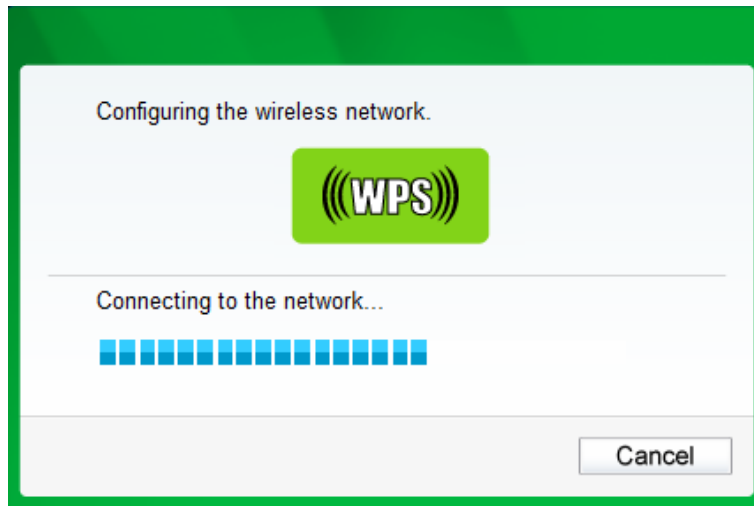 Configuring the wireless network.
WPS
Connecting to the network...
Cancel